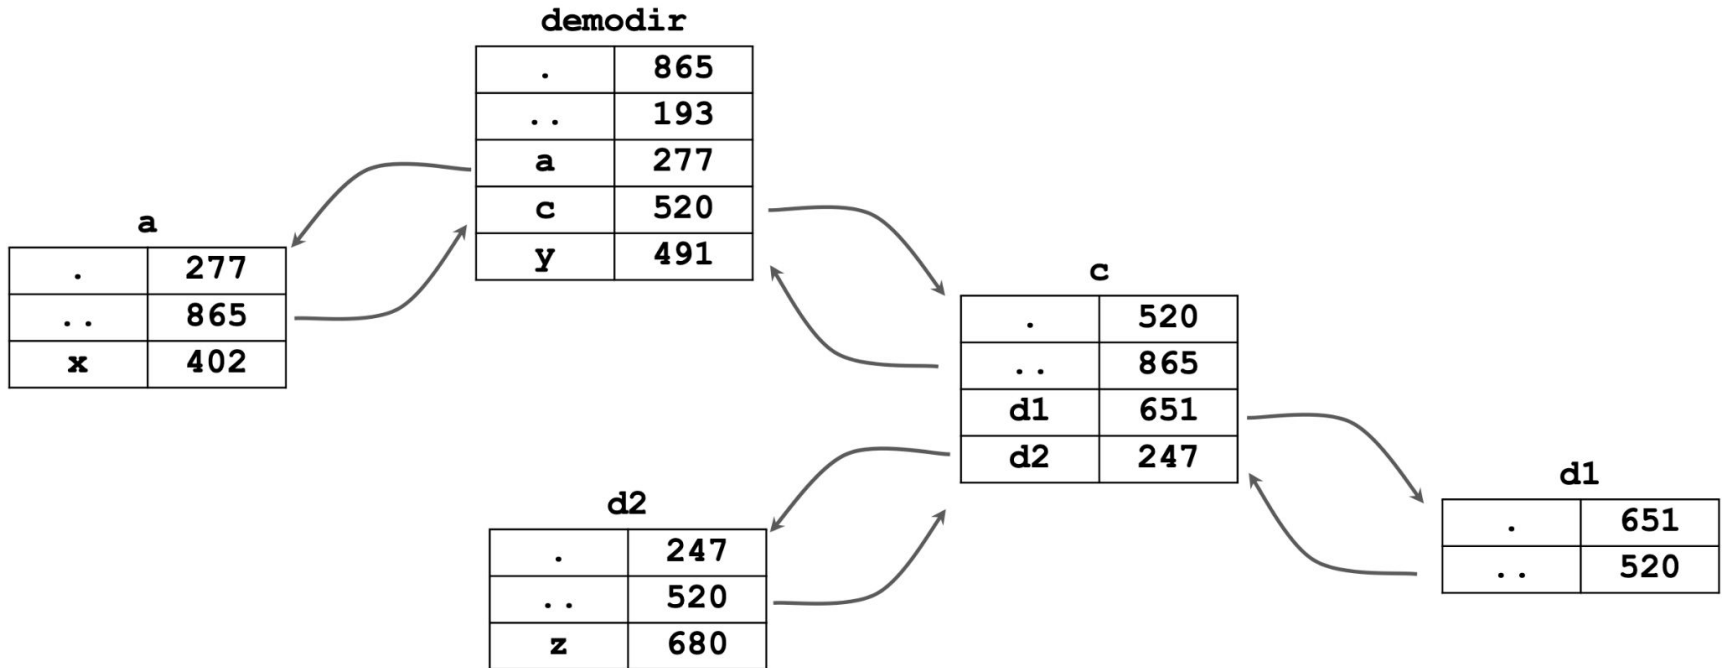 demodir
. 865
.. 193
a 277
c 520
y 491
a
. 277
.. 865
x 402
c
. 520
.. 865
d1 651
d2 247
d2
. 247
.. 520
z 680
d1
. 651
.. 520